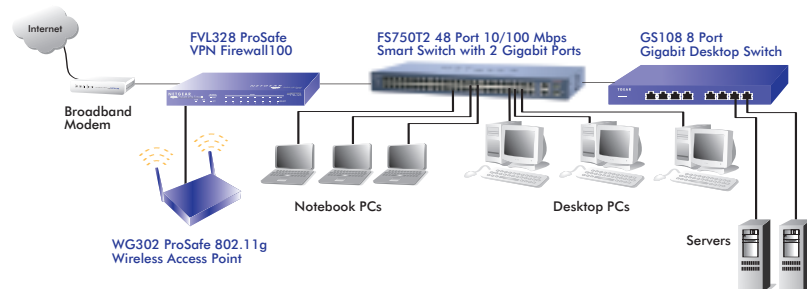 Internet
FVL328 ProSafe
VPN Firewall100
FS750T2 48 Port 10/100 Mbps
Smart Switch with 2 Gigabit Ports
GS108 8 Port
Gigabit Desktop Switch
Broadband
Modem
NETGEAR
Notebook PCs
Desktop PCs
WG302 ProSafe 802.11g
Wireless Access Point
Servers